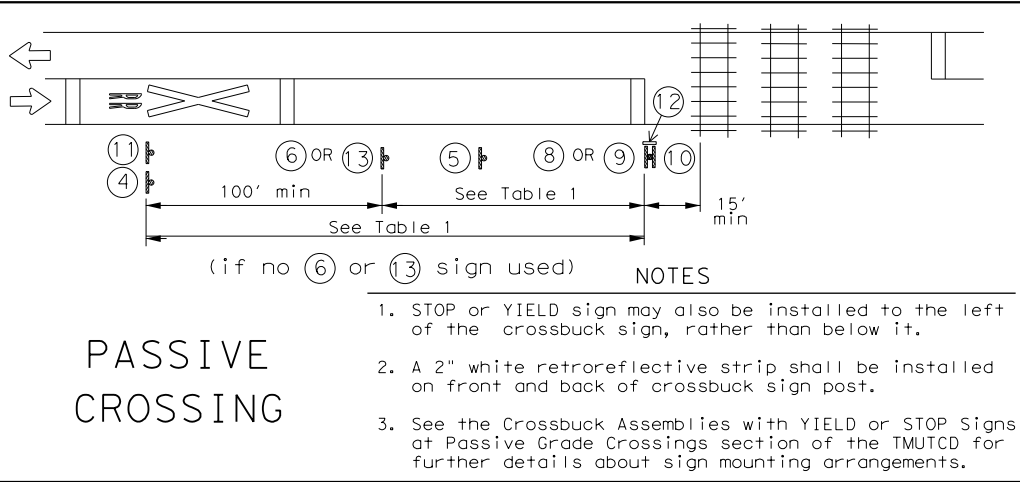 RR
12
11
6 OR 13
5
8 OR 9
10
4
100' min
See Table 1
15'
min
See Table 1
(if no 6 or 13 sign used)
NOTES
PASSIVE
CROSSING
1. STOP or YIELD sign may also be installed to the left
of the crossbuck sign, rather than below it.
2. A 2" white retroreflective strip shall be installed
on front and back of crossbuck sign post.
3. See the Crossbuck Assemblies with YIELD or STOP Signs
at Passive Grade Crossings section of the TMUTCD for
further details about sign mounting arrangements.